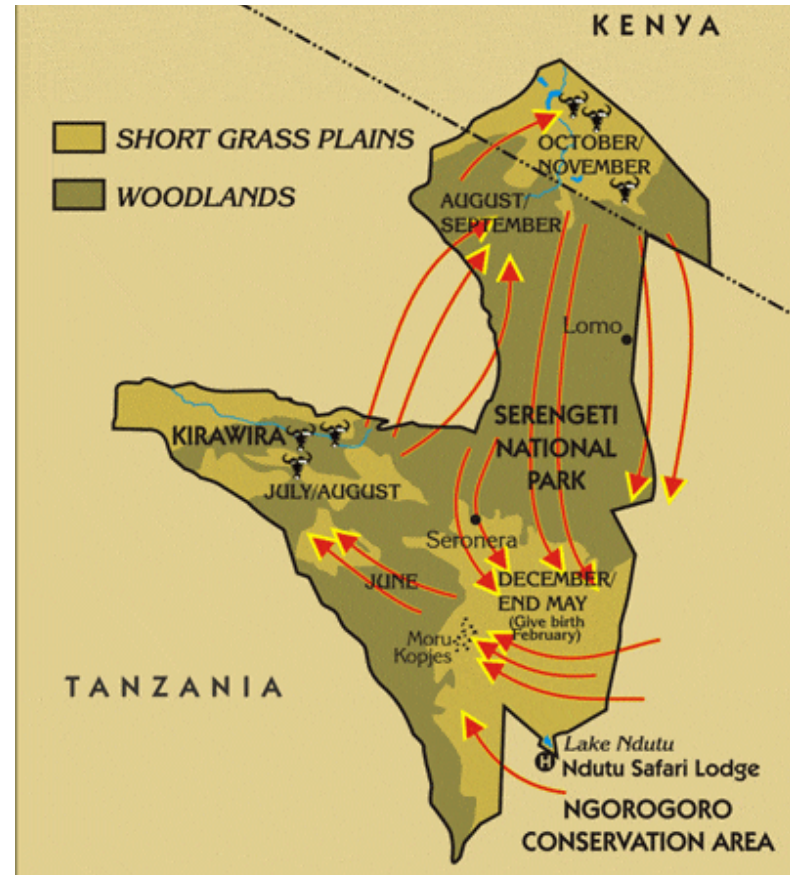 KENYA
SHORT GRASS PLAINS
WOODLANDS
OCTOBER/
NOVEMBER
AUGUST/
SEPTEMBER
Lomo
SERENGETI
NATIONAL
PARK
KIRAWIRA
JULY/AUGUST
Seronera
JUNE
DECEMBER/
END MAY
(Give birth
February)
Moru
Kopjes
TANZANIA
Lake Ndutu
H Ndutu Safari Lodge
NGOROGORO
CONSERVATION AREA